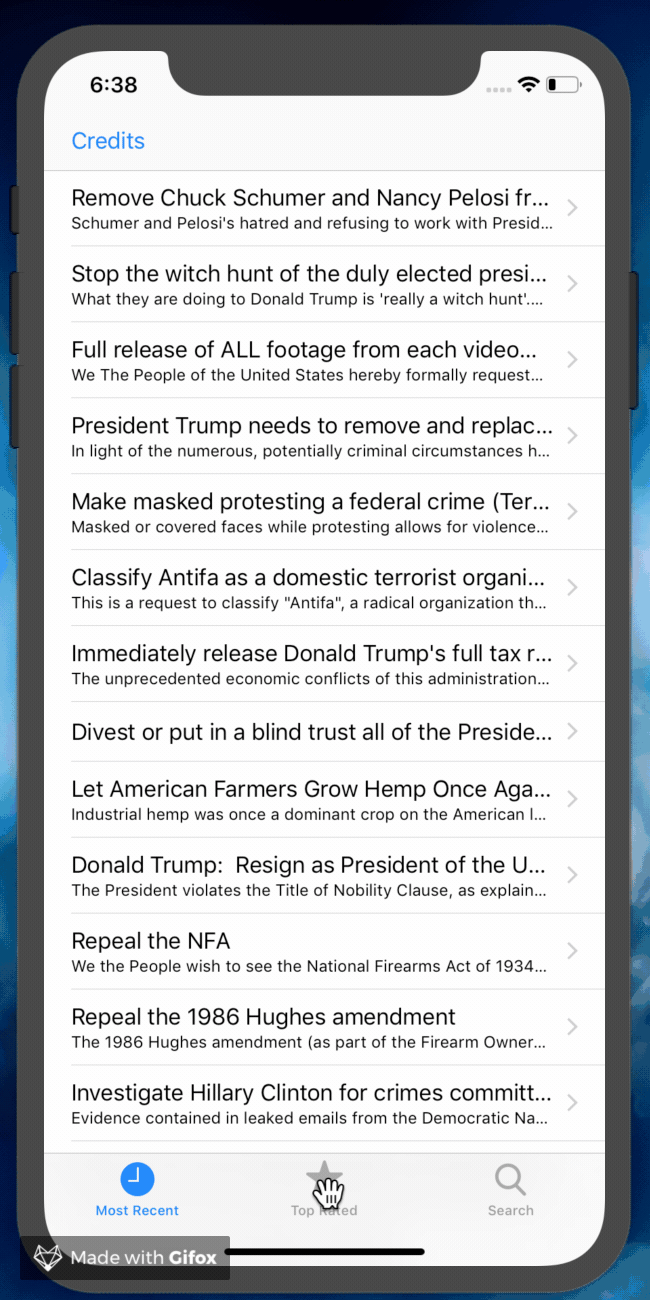 6:38
Credits
Remove Chuck Schumer and Nancy Pelosi fr...
Schumer and Pelosi's hatred and refusing to work with Presid...
Stop the witch hunt of the duly elected presi...
What they are doing to Donald Trump is 'really a witch hunt'....
Full release of ALL footage from each video...
We The People of the United States hereby formally request...
President Trump needs to remove and replac...
In light of the numerous, potentially criminal circumstances h...
Make masked protesting a federal crime (Ter...
Masked or covered faces while protesting allows for violence...
Classify Antifa as a domestic terrorist organi...
This is a request to classify "Antifa", a radical organization th...
Immediately release Donald Trump's full tax r...
The unprecedented economic conflicts of this administration...
Divest or put in a blind trust all of the Preside...
Let American Farmers Grow Hemp Once Aga...
Industrial hemp was once a dominant crop on the American l...
Donald Trump:  Resign as President of the U...
The President violates the Title of Nobility Clause, as explain...
Repeal the NFA
We the People wish to see the National Firearms Act of 1934...
Repeal the 1986 Hughes amendment
The 1986 Hughes amendment (as part of the Firearm Owner...
Investigate Hillary Clinton for crimes committ...
Evidence contained in leaked emails from the Democratic Na...
Most Recent Top Rated Search
Made with Gifox